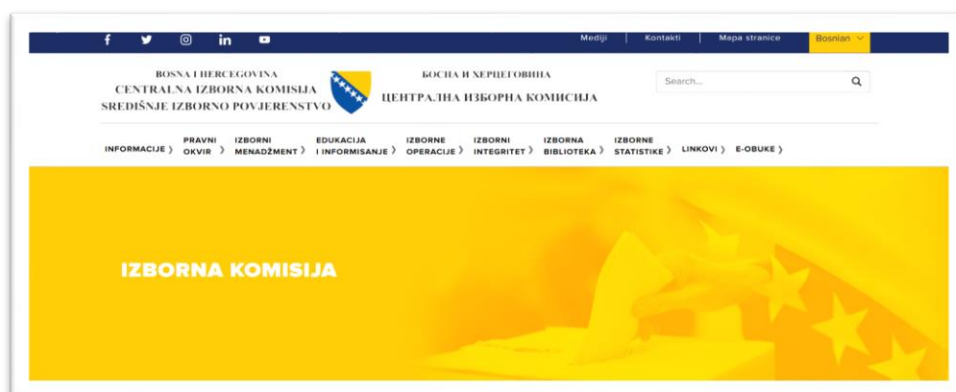 Mediji | Kontakti | Mapa stranice Bosnian
BOSNA I HERCEGOVINA
CENTRALNA IZBORNA KOMISIJA
SREDIŠNJE IZBORNO POVJERENSTVO
БОСНА И ХЕРЦЕГОВИНА
ЦЕНТРАЛНА ИЗБОРНА КОМИСИЈА
Search...
INFORMACIJE
PRAVNI
OKVIR
IZBORNI
MENADŽMENT
EDUKACIJA
I INFORMISANJE
IZBORNE
OPERACIJE
IZBORNI
INTEGRITET
IZBORNA
BIBLIOTEKA
IZBORNE
STATISTIKE
LINKOVI
E-OBUKE
IZBORNA KOMISIJA